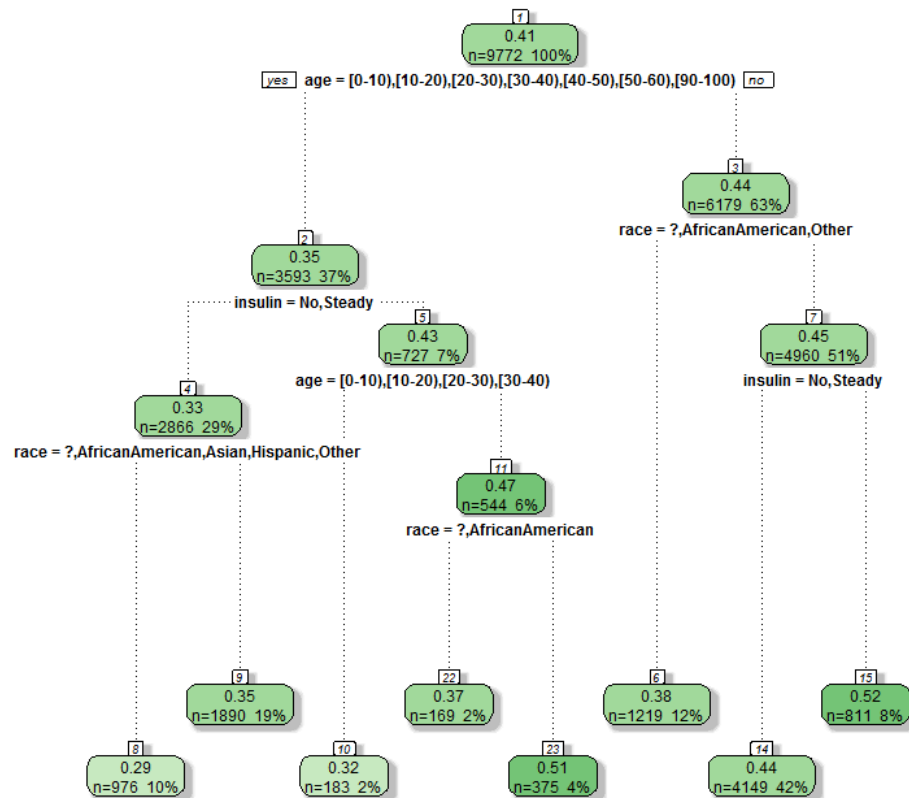 1
0.41
n=9772 100%
yes age = [0-10),[10-20),[20-30),[30-40),[40-50),[50-60),[90-100) no
3
0.44
n=6179 63%
race = ?,AfricanAmerican,Other
2
0.35
n=3593 37%
insulin = No,Steady
5
0.43
n=727 7%
age = [0-10),[10-20),[20-30),[30-40)
7
0.45
n=4960 51%
insulin = No,Steady
4
0.33
n=2866 29%
race = ?,AfricanAmerican,Asian,Hispanic,Other
11
0.47
n=544 6%
race = ?,AfricanAmerican
9
0.35
n=1890 19%
22
0.37
n=169 2%
6
0.38
n=1219 12%
15
0.52
n=811 8%
8
0.29
n=976 10%
10
0.32
n=183 2%
23
0.51
n=375 4%
14
0.44
n=4149 42%